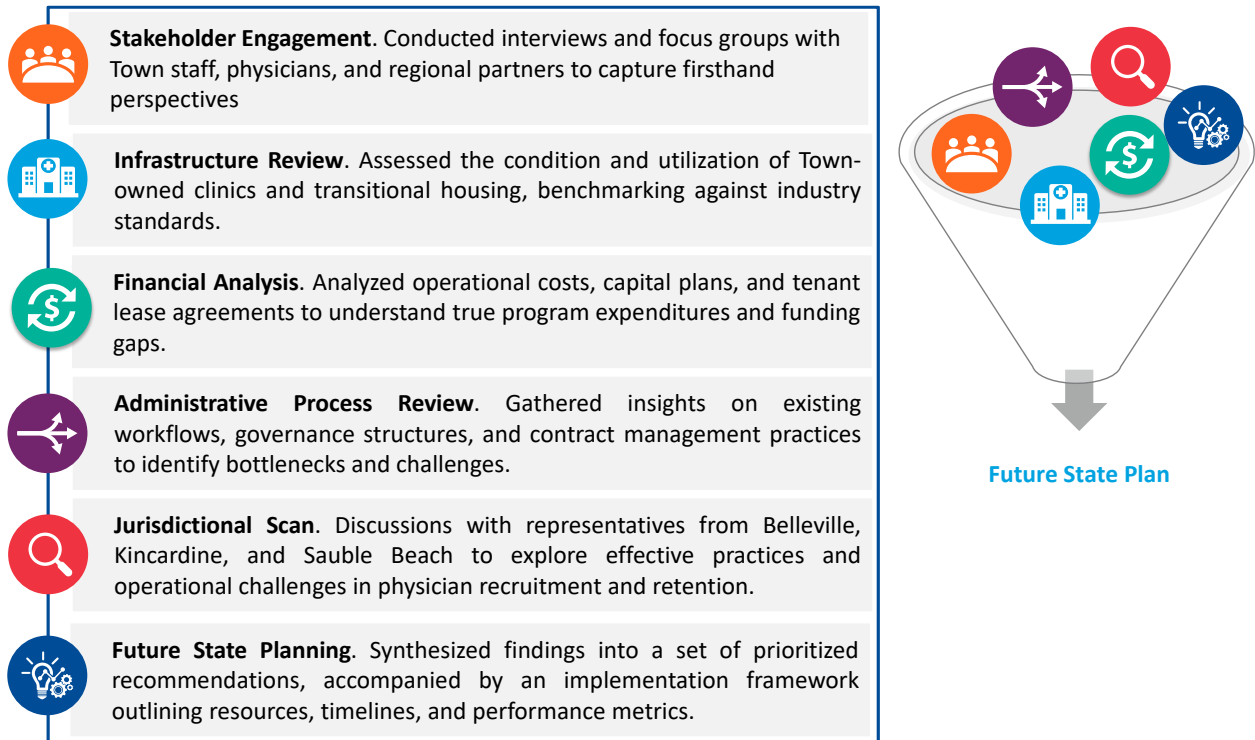 Stakeholder Engagement. Conducted interviews and focus groups with
Town staff, physicians, and regional partners to capture firsthand
perspectives
Infrastructure Review. Assessed the condition and utilization of Town-
owned clinics and transitional housing, benchmarking against industry
standards.
Financial Analysis. Analyzed operational costs, capital plans, and tenant
lease agreements to understand true program expenditures and funding
gaps.
Administrative Process Review. Gathered insights on existing
workflows, governance structures, and contract management practices
to identify bottlenecks and challenges.
Jurisdictional Scan. Discussions with representatives from Belleville,
Kincardine, and Sauble Beach to explore effective practices and
operational challenges in physician recruitment and retention.
Future State Planning. Synthesized findings into a set of prioritized
recommendations, accompanied by an implementation framework
outlining resources, timelines, and performance metrics.
$
$
Future State Plan